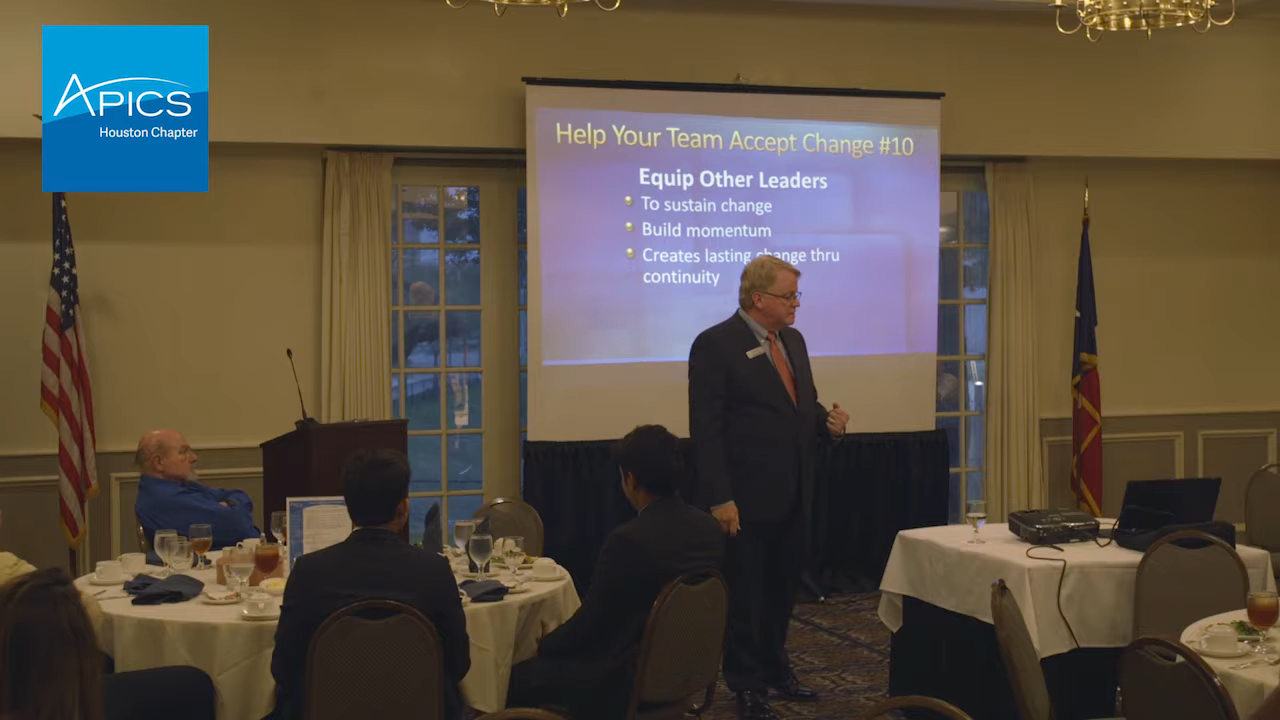 APICS
Houston Chapter
Help Your Team Accept Change #10
Equip Other Leaders
To sustain change
Build momentum
Creates lasting change thru
continuity